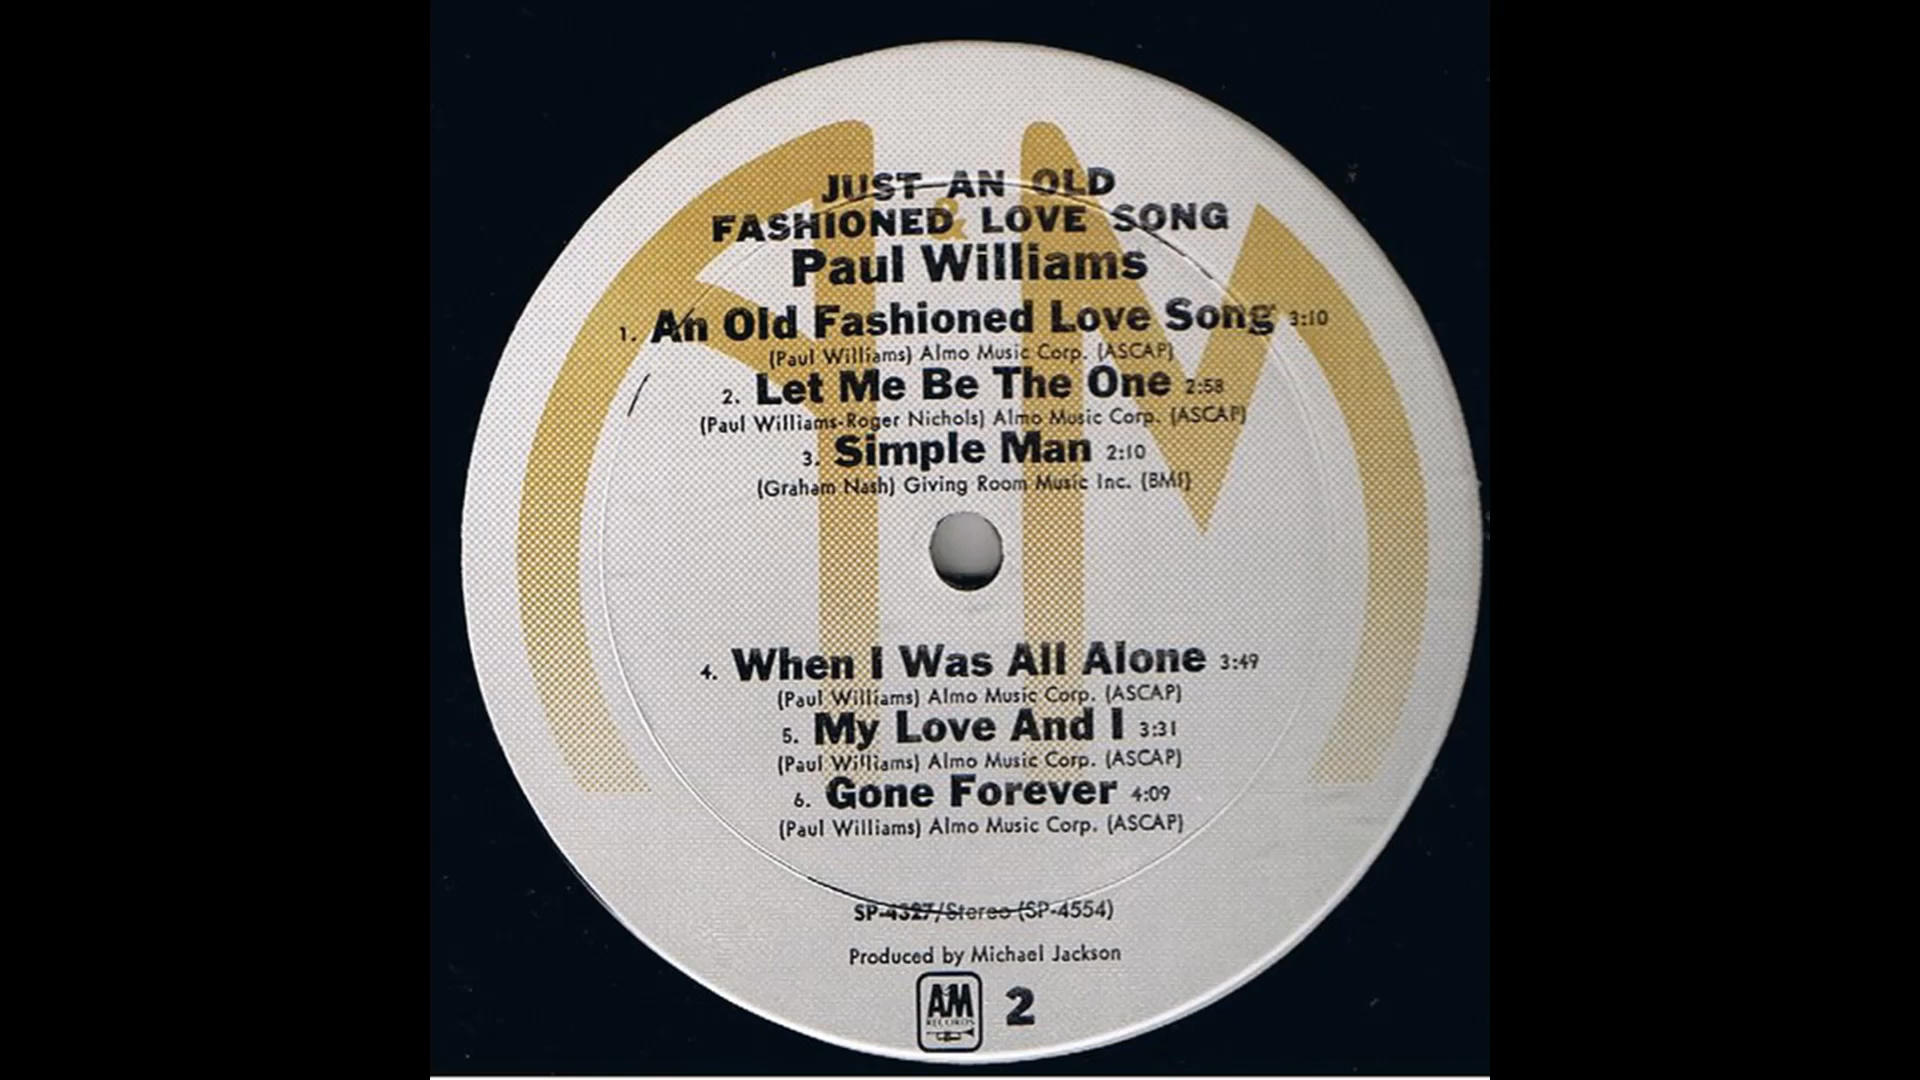 JUST AN OLD
FASHIONED LOVE SONG
Paul Williams
1. An Old Fashioned Love Song 3:10
(Paul Williams) Almo Music Corp. (ASCAP)
2. Let Me Be The One 2:58
(Paul Williams-Roger Nichols) Almo Music Corp. (ASCAP)
3. Simple Man 2:10
(Graham Nash) Giving Room Music Inc. (BMI)
4. When I Was All Alone 3:49
(Paul Williams) Almo Music Corp. (ASCAP)
5. My Love And I 3:31
(Paul Williams) Almo Music Corp. (ASCAP)
6. Gone Forever 4:09
(Paul Williams) Almo Music Corp. (ASCAP)
SP-4327/Stereo (SP-4554)
Produced by Michael Jackson
A&M 2
RECORDS